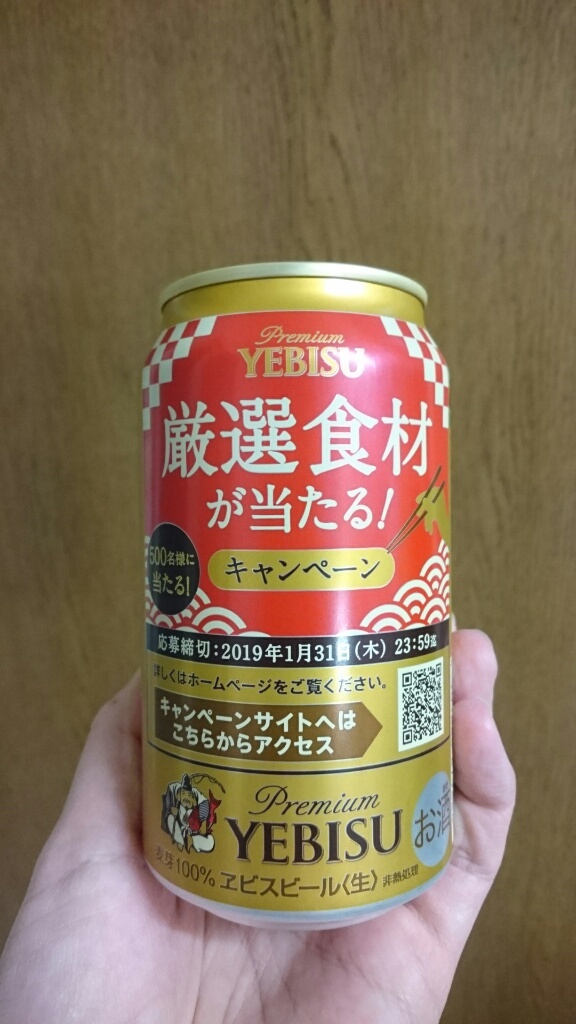 Premium
YEBISU
厳選食材
が当たる!
キャンペーン
500名様に
当たる!
応募締切:2019年1月31日(木) 23:59迄
詳しくはホームページをご覧ください。
キャンペーンサイトへは
こちらからアクセス
Premium
YEBISU
お酒
麦芽100% ヱビスビール〈生〉 非熱処理